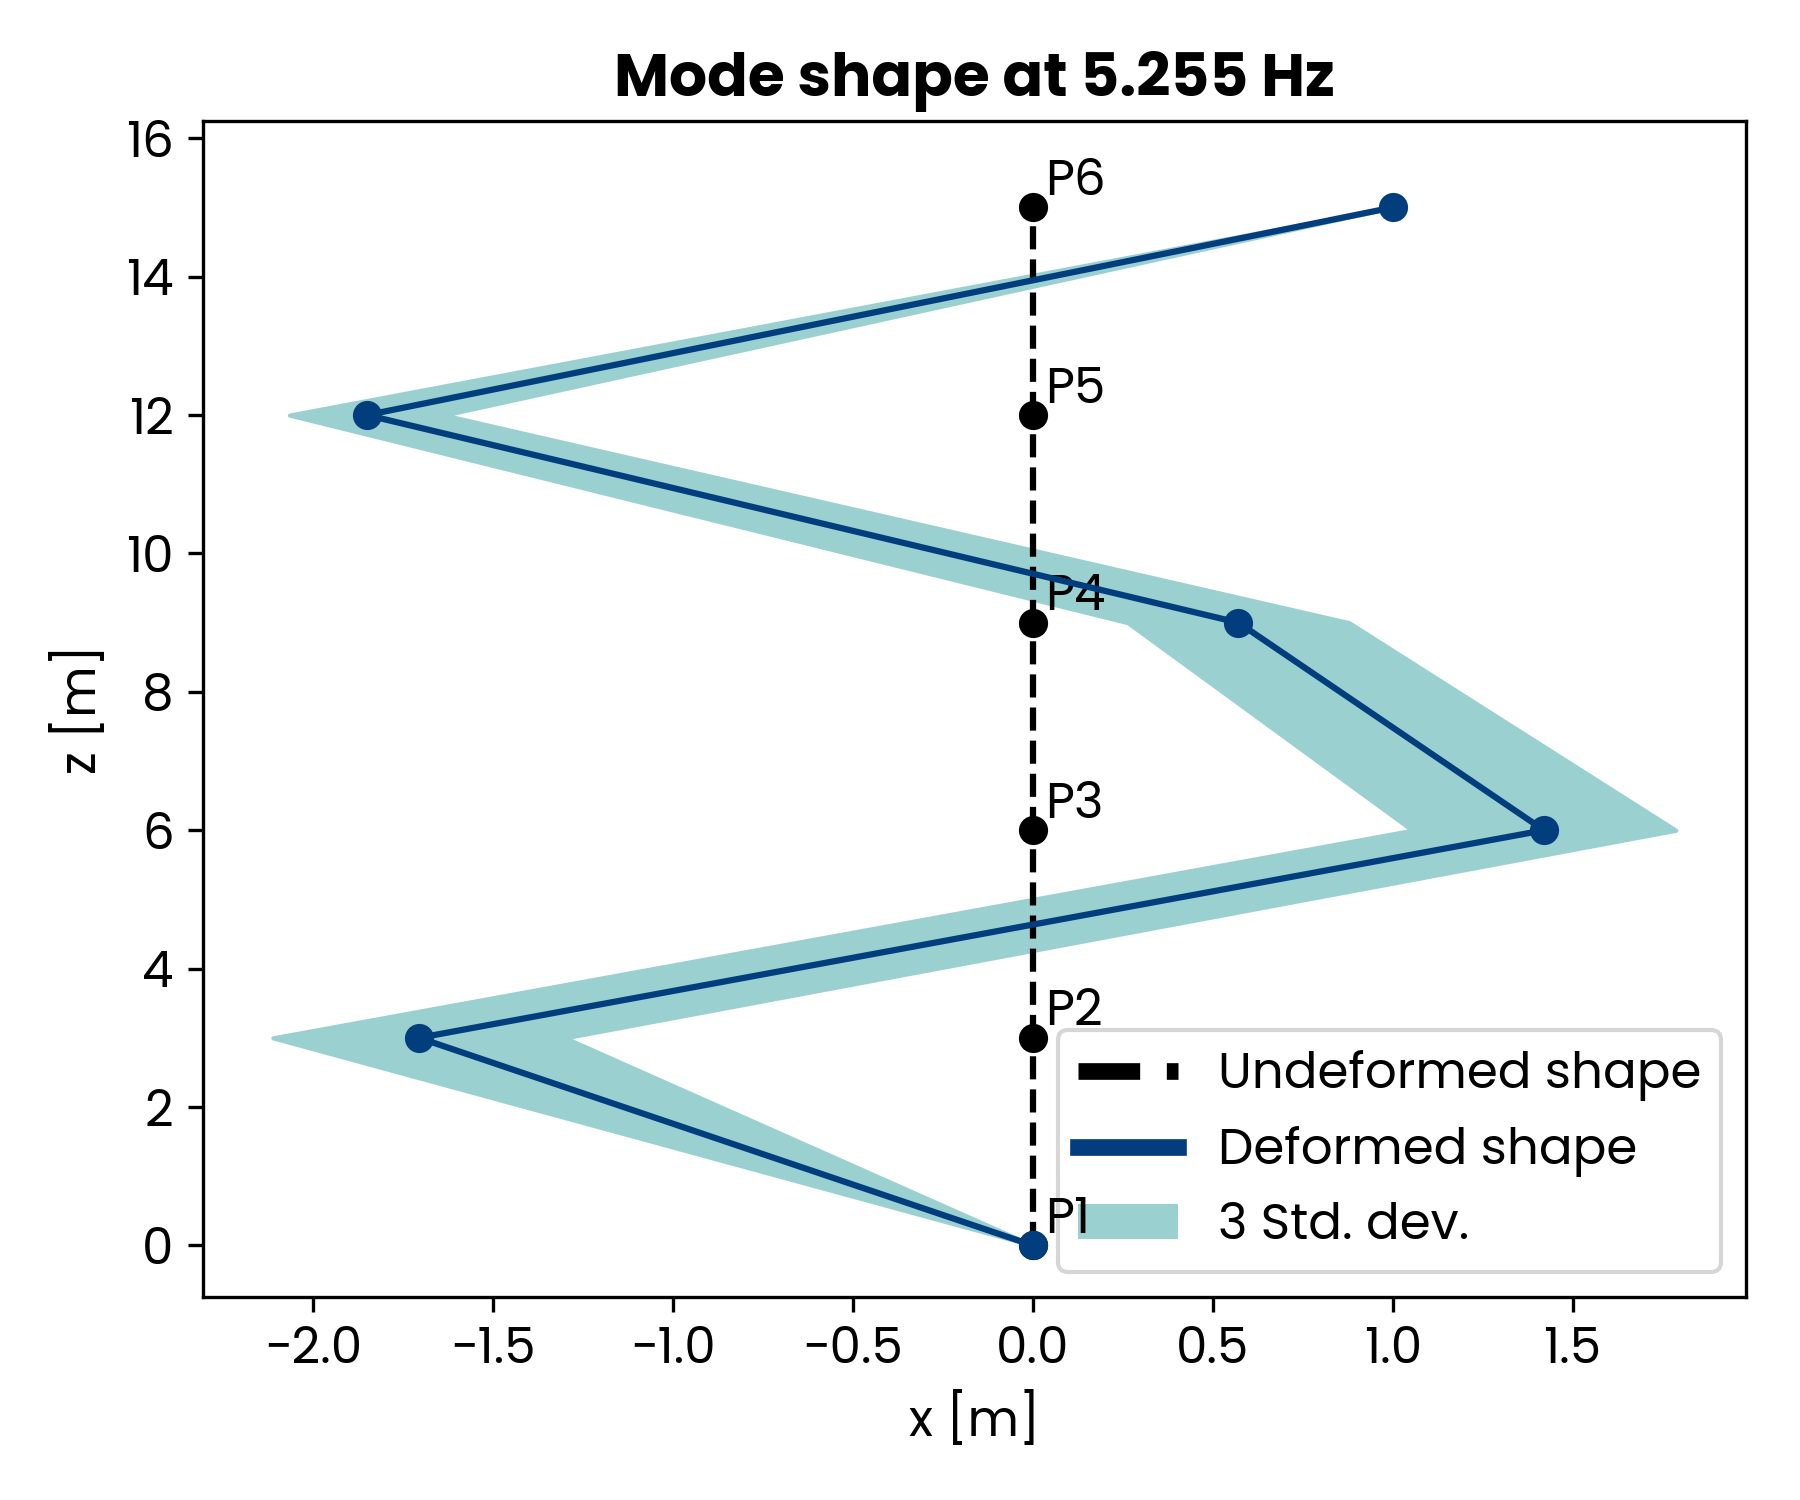 Mode shape at 5.255 Hz
16
14
12
10
8
6
4
2
0
z [m]
P6
P5
P4
P3
P2
P1
Undeformed shape
Deformed shape
3 Std. dev.
−2.0 −1.5 −1.0 −0.5 0.0 0.5 1.0 1.5
x [m]